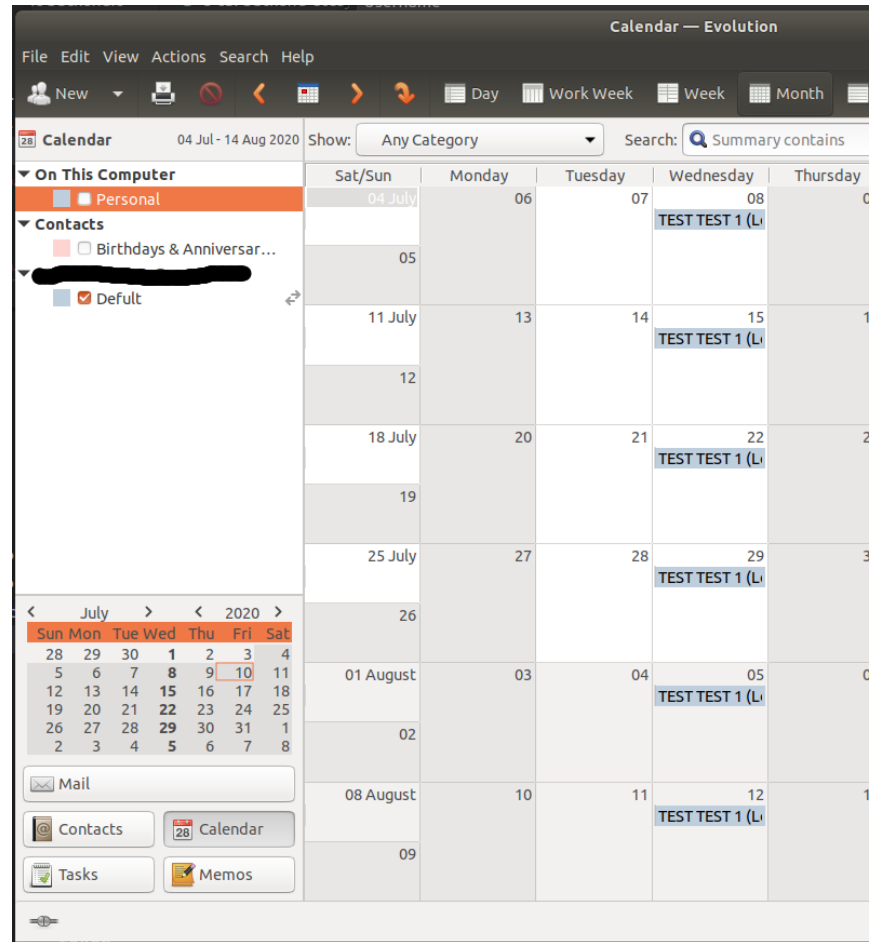 Calendar — Evolution
File Edit View Actions Search Help
New Day Work Week Week Month
28 Calendar 04 Jul - 14 Aug 2020 Show: Any Category Search: Summary contains
On This Computer
Personal
Contacts
Birthdays & Anniversar...
Defult
Sat/Sun Monday Tuesday Wednesday Thursday
04 July 06 07 08
TEST TEST 1 (L
05
11 July 13 14 15 1
TEST TEST 1 (L
12
18 July 20 21 22 2
TEST TEST 1 (L
19
25 July 27 28 29 3
TEST TEST 1 (L
26
01 August 03 04 05
TEST TEST 1 (L
02
08 August 10 11 12 1
TEST TEST 1 (L
09
July 2020
Sun Mon Tue Wed Thu Fri Sat
28 29 30 1 2 3 4
5 6 7 8 9 10 11
12 13 14 15 16 17 18
19 20 21 22 23 24 25
26 27 28 29 30 31 1
2 3 4 5 6 7 8
Mail
Contacts 28 Calendar
Tasks Memos